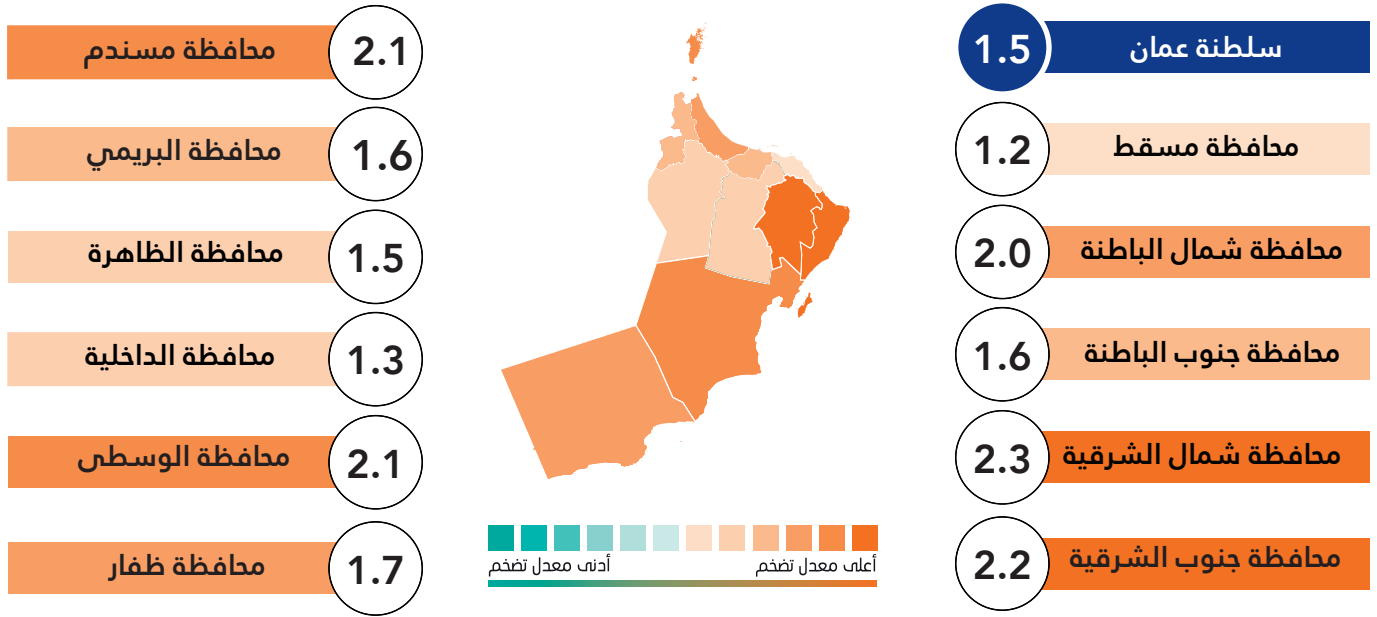 سلطنة عمان 1.5
محافظة مسقط 1.2
محافظة شمال الباطنة 2.0
محافظة جنوب الباطنة 1.6
محافظة شمال الشرقية 2.3
محافظة جنوب الشرقية 2.2
أعلى معدل تضخم
أدنى معدل تضخم
2.1 محافظة مسندم
1.6 محافظة البريمي
1.5 محافظة الظاهرة
1.3 محافظة الداخلية
2.1 محافظة الوسطى
1.7 محافظة ظفار